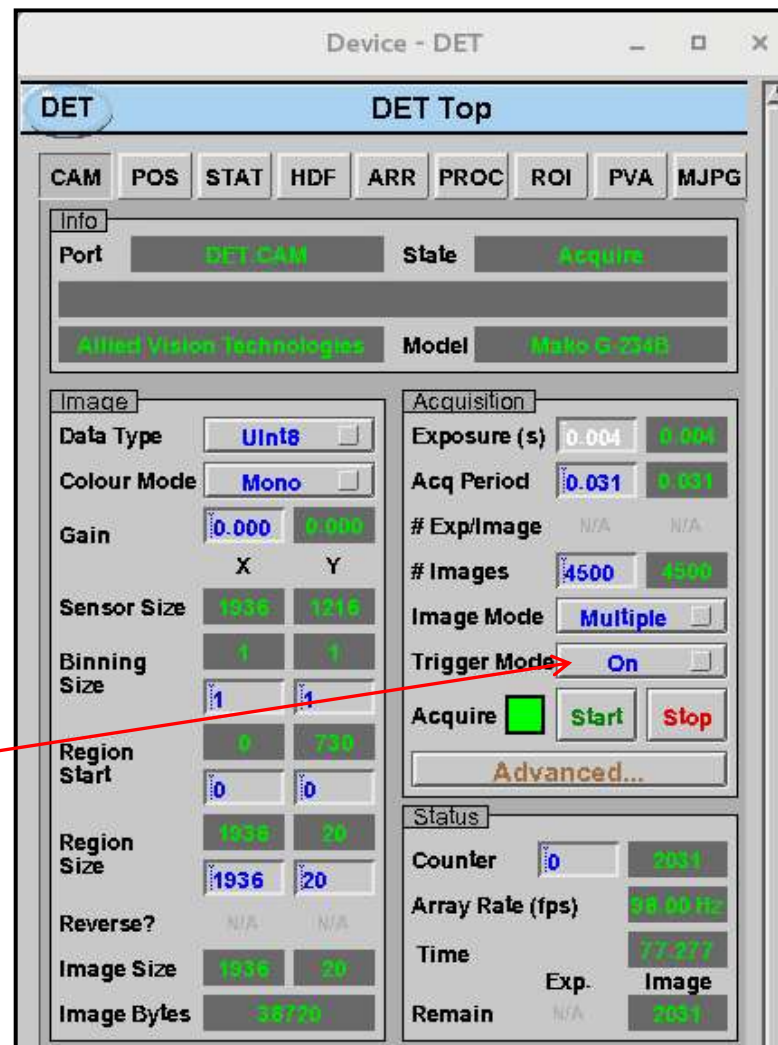 Device - DET
DET
DET Top
CAM POS STAT HDF ARR PROC ROI PVA MJPG
Info
Port DET.CAM State Acquire
Allied Vision Technologies Model Mako G-234B
Image
Data Type UInt8
Colour Mode Mono
Gain 0.000 0.000
X Y
Sensor Size 1936 1216
Binning 1 1
Size 1 1
Region 0 730
Start 0 0
Region 1936 20
Size 1936 20
Reverse? N/A N/A
Image Size 1936 20
Image Bytes 38720
Acquisition
Exposure (s) 0.004 0.004
Acq Period 0.031 0.031
# Exp/Image N/A N/A
# Images 4500 4500
Image Mode Multiple
Trigger Mode On
Acquire Start Stop
Advanced...
Status
Counter 0 2031
Array Rate (fps) 98.00 Hz
Time 77.277
Exp. Image
Remain N/A 2031